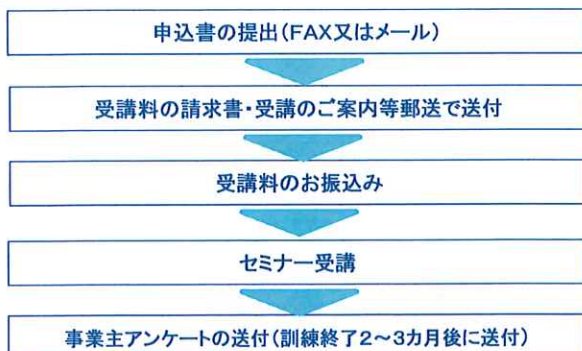 申込書の提出(FAX又はメール)
受講料の請求書・受講のご案内等郵送で送付
受講料のお振込み
セミナー受講
事業主アンケートの送付(訓練終了2～3カ月後に送付)